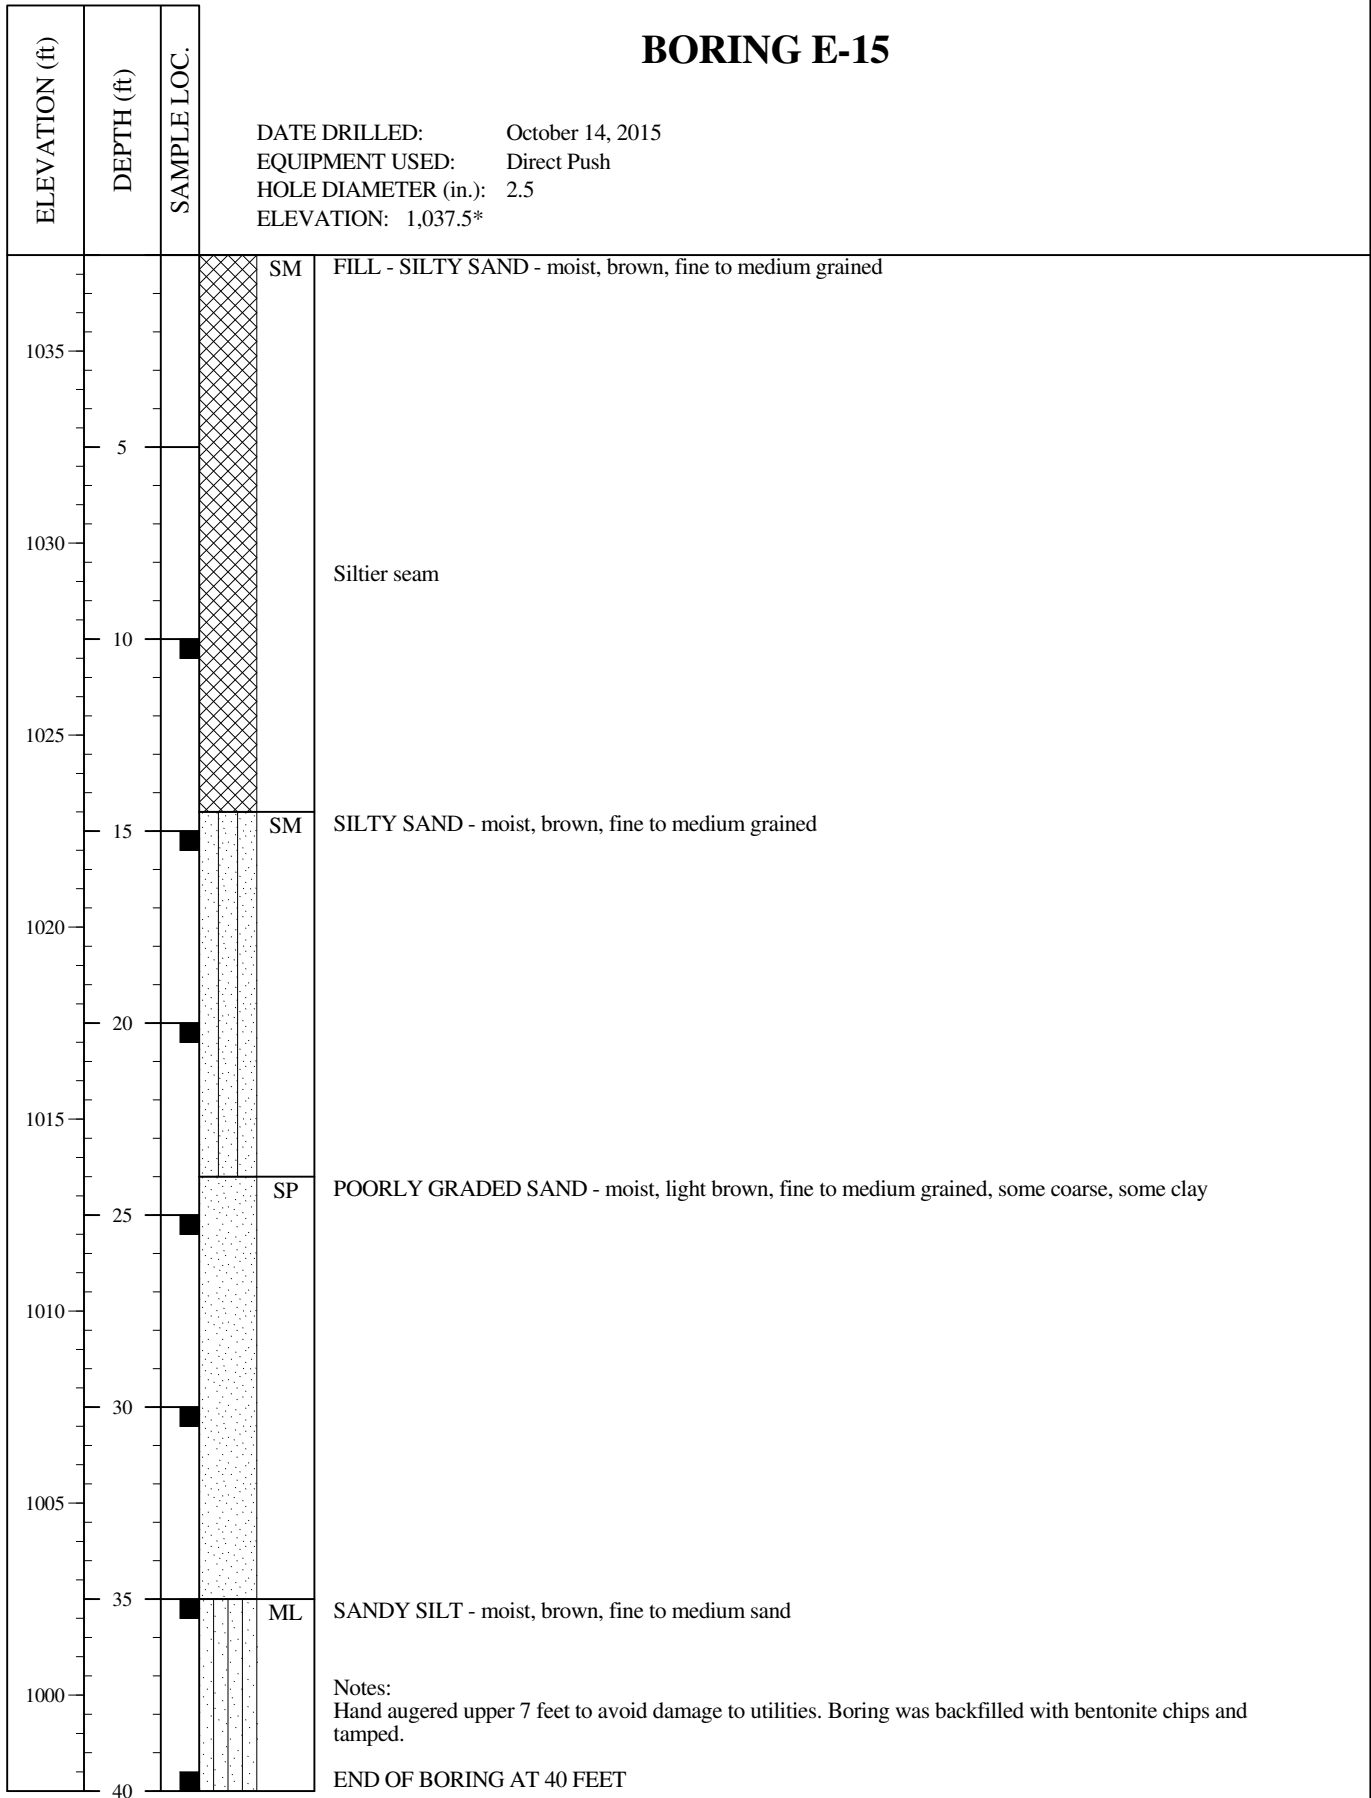 BORING E-15
ELEVATION (ft)
DEPTH (ft)
SAMPLE LOC.
DATE DRILLED: October 14, 2015
EQUIPMENT USED: Direct Push
HOLE DIAMETER (in.): 2.5
ELEVATION: 1,037.5*
SM FILL - SILTY SAND - moist, brown, fine to medium grained
1035
5
1030
Siltier seam
10
1025
SM SILTY SAND - moist, brown, fine to medium grained
15
1020
20
1015
SP POORLY GRADED SAND - moist, light brown, fine to medium grained, some coarse, some clay
25
1010
30
1005
35
ML SANDY SILT - moist, brown, fine to medium sand
Notes:
1000
Hand augered upper 7 feet to avoid damage to utilities. Boring was backfilled with bentonite chips and
tamped.
END OF BORING AT 40 FEET
40